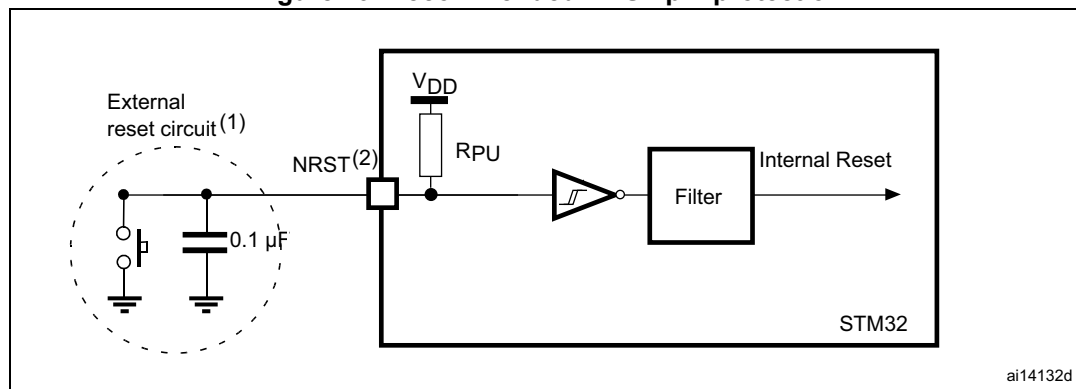 External
reset circuit(1)
NRST(2)
VDD
RPU
0.1 μF
Filter
Internal Reset
STM32
ai14132d